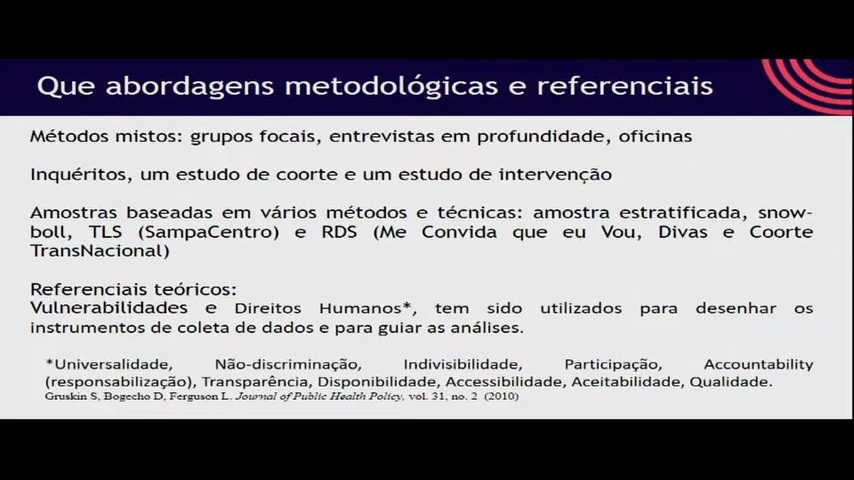 Que abordagens metodológicas e referenciais
Métodos mistos: grupos focais, entrevistas em profundidade, oficinas
Inquéritos, um estudo de coorte e um estudo de intervenção
Amostras baseadas em vários métodos e técnicas: amostra estratificada, snow-
boll, TLS (SampaCentro) e RDS (Me Convida que eu Vou, Divas e Coorte
TransNacional)
Referenciais teóricos:
Vulnerabilidades e Direitos Humanos*, tem sido utilizados para desenhar os
instrumentos de coleta de dados e para guiar as análises.
*Universalidade, Não-discriminação, Indivisibilidade, Participação, Accountability
(responsabilização), Transparência, Disponibilidade, Accessibilidade, Aceitabilidade, Qualidade.
Gruskin S, Bogecho D, Ferguson L. Journal of Public Health Policy, vol. 31, no. 2 (2010)